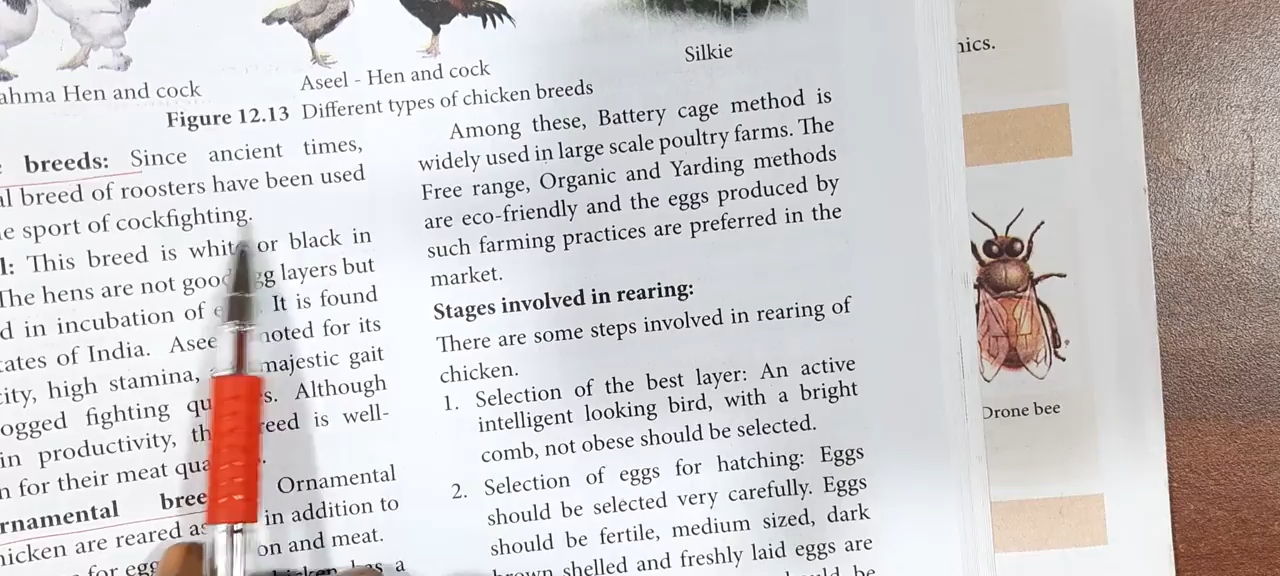 Silkie
Aseel - Hen and cock
ahma Hen and cock
Figure 12.13 Different types of chicken breeds
breeds: Since ancient times,
al breed of roosters have been used
e sport of cockfighting.
l: This breed is white or black in
The hens are not good egg layers but
d in incubation of It is found
tates of India. Asee noted for its
city, high stamina, majestic gait
ogged fighting qu s. Although
in productivity, th reed is well-
n for their meat qua
rnamental bree Ornamental
hicken are reared as in addition to
for egg on and meat.
has a
Among these, Battery cage method is
widely used in large scale poultry farms. The
Free range, Organic and Yarding methods
are eco-friendly and the eggs produced by
such farming practices are preferred in the
market.
Stages involved in rearing:
There are some steps involved in rearing of
chicken.
1. Selection of the best layer: An active
intelligent looking bird, with a bright
comb, not obese should be selected.
2. Selection of eggs for hatching: Eggs
should be selected very carefully. Eggs
should be fertile, medium sized, dark
brown shelled and freshly laid eggs are
nics.
Drone bee